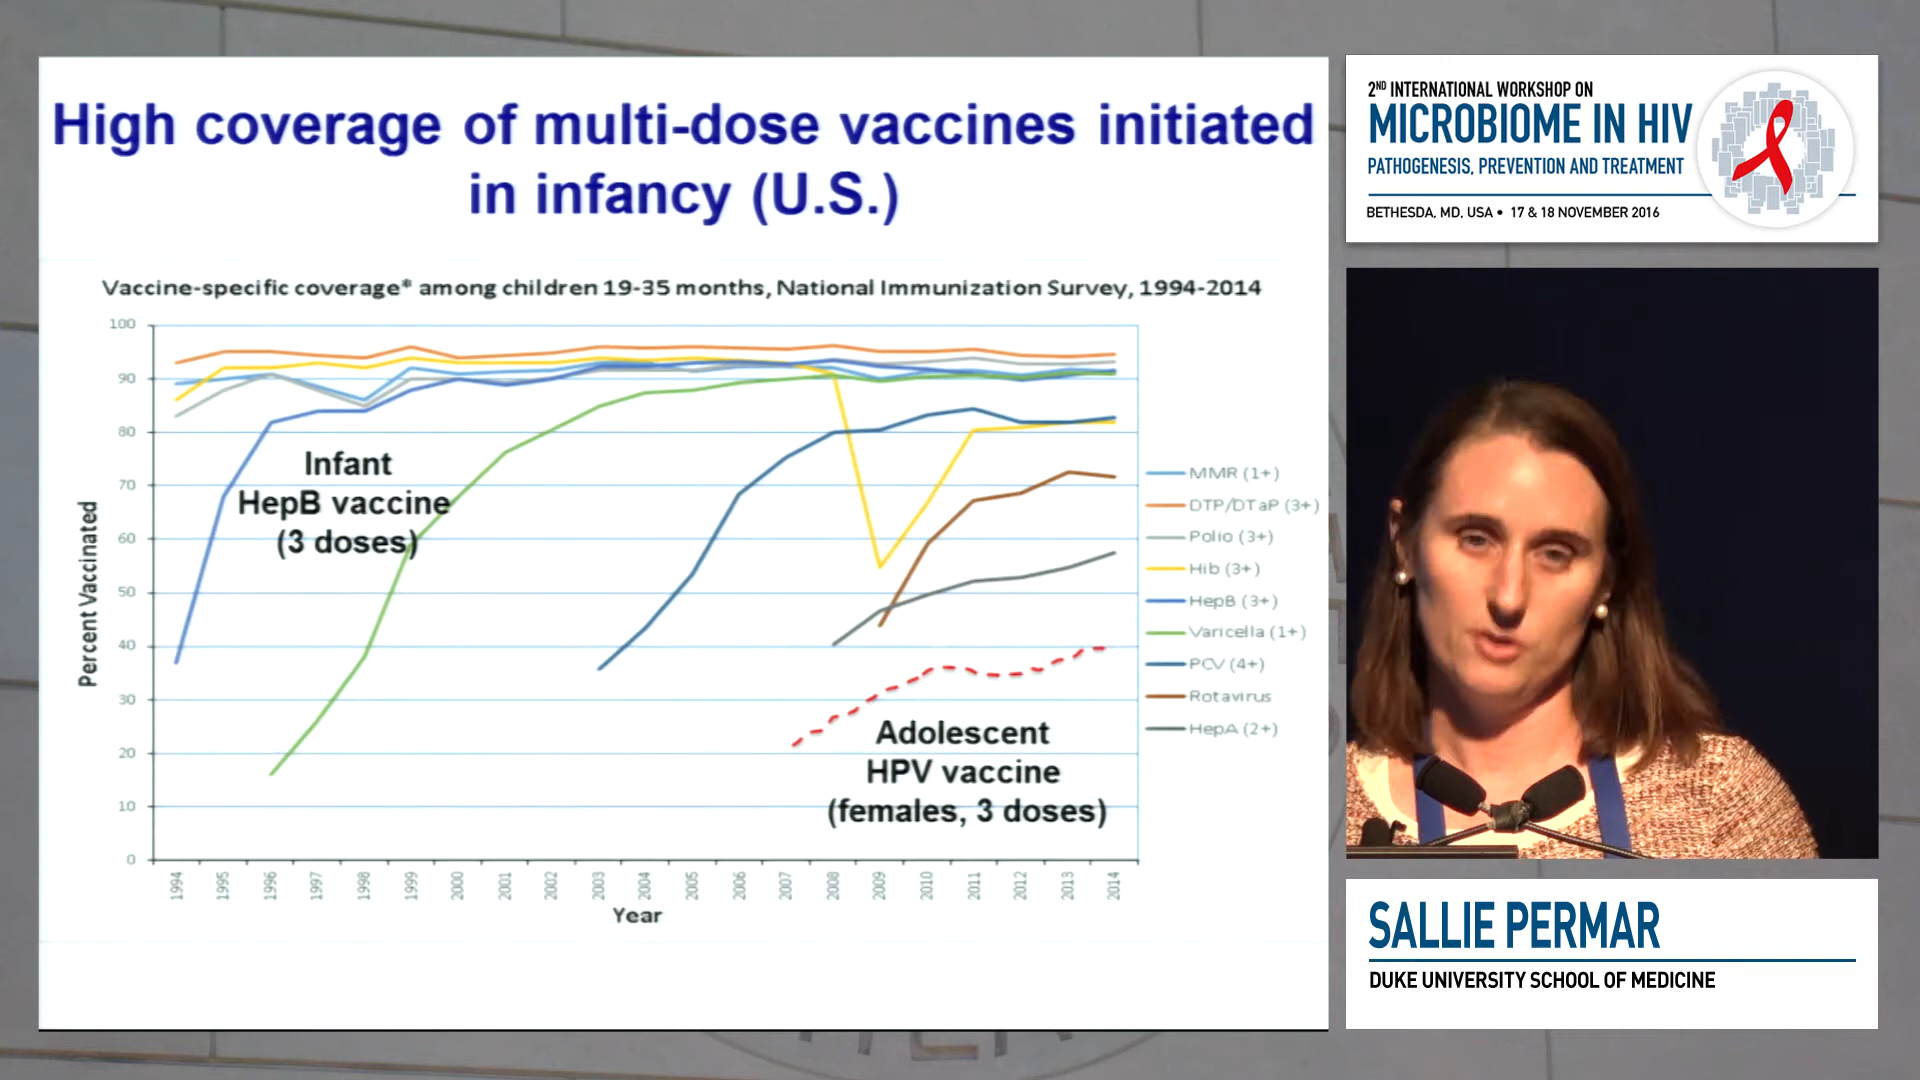 High coverage of multi-dose vaccines initiated
in infancy (U.S.)
Vaccine-specific coverage* among children 19-35 months, National Immunization Survey, 1994-2014
100
90
80
70
60
50
40
30
20
10
0
Percent Vaccinated
Infant
HepB vaccine
(3 doses)
Adolescent
HPV vaccine
(females, 3 doses)
MMR (1+)
DTP/DTaP (3+)
Polio (3+)
Hib (3+)
HepB (3+)
Varicella (1+)
PCV (4+)
Rotavirus
HepA (2+)
1994 1995 1996 1997 1998 1999 2000 2001 2002 2003 2004 2005 2006 2007 2008 2009 2010 2011 2012 2013 2014
Year
2ND INTERNATIONAL WORKSHOP ON
MICROBIOME IN HIV
PATHOGENESIS, PREVENTION AND TREATMENT
BETHESDA, MD, USA • 17 & 18 NOVEMBER 2016
SALLIE PERMAR
DUKE UNIVERSITY SCHOOL OF MEDICINE